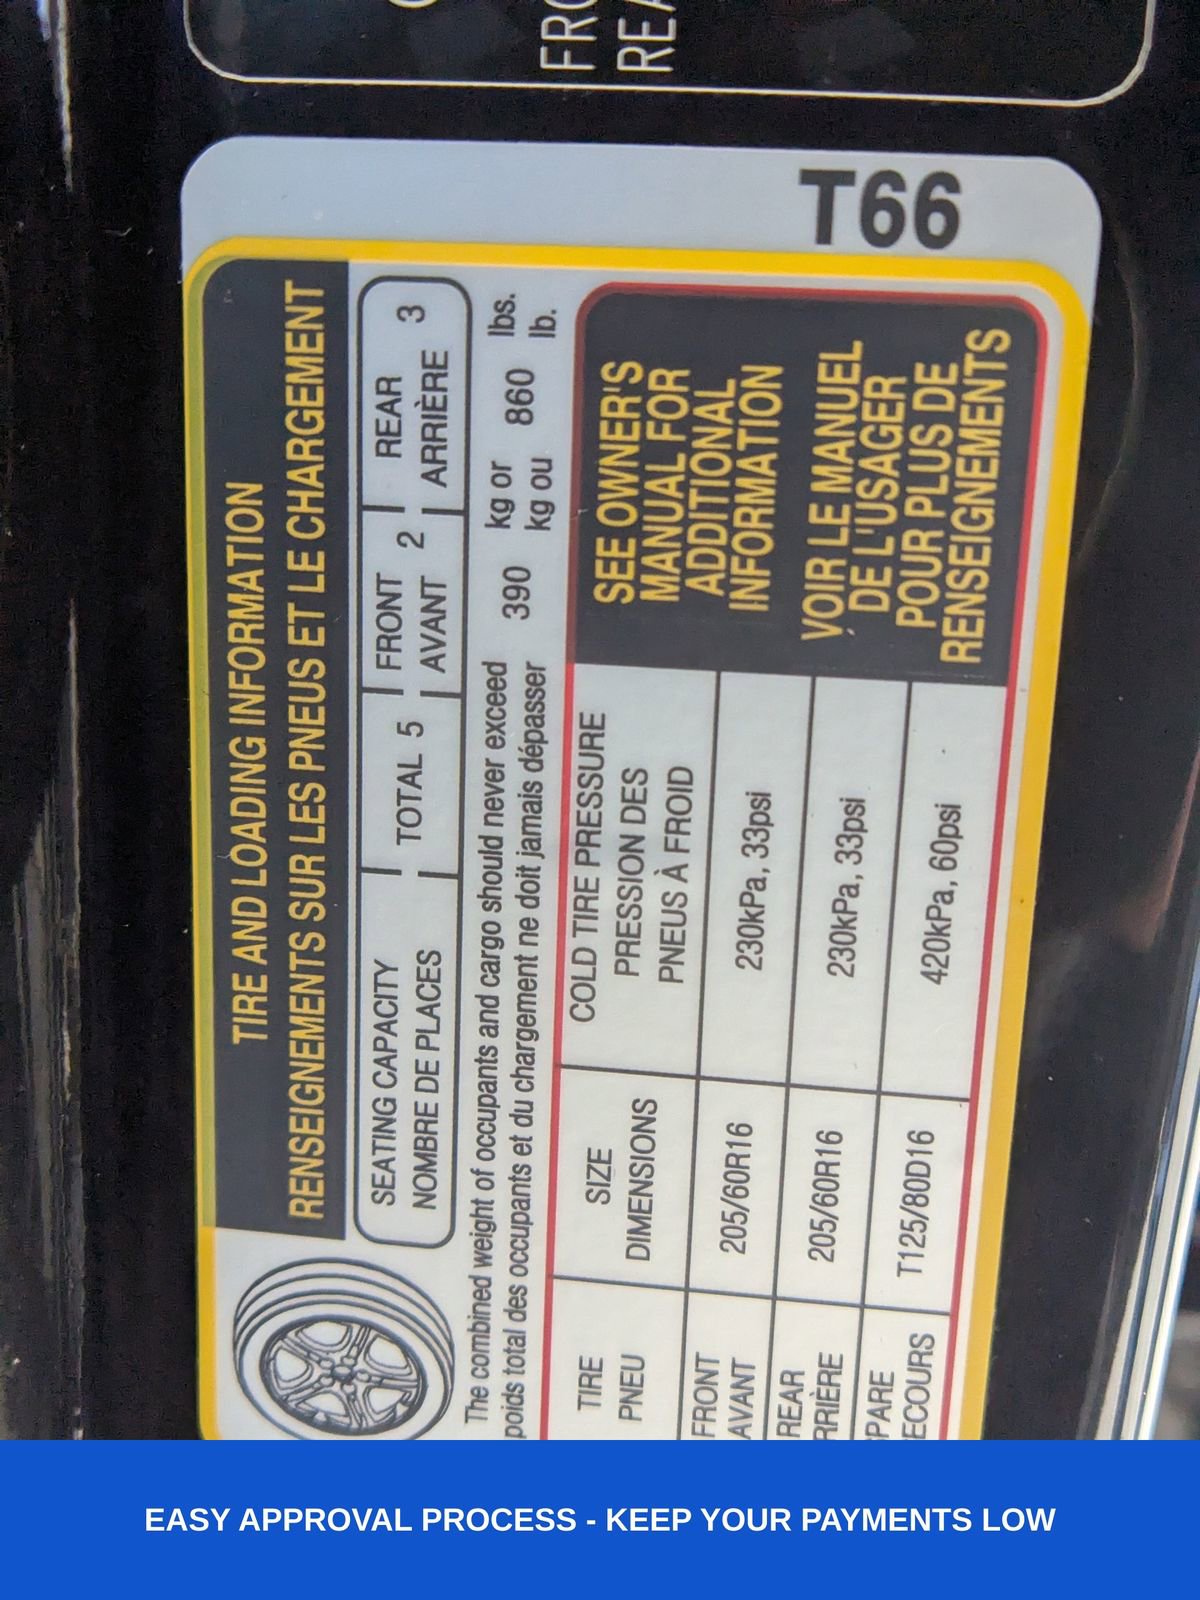 T66
TIRE AND LOADING INFORMATION
RENSEIGNEMENTS SUR LES PNEUS ET LE CHARGEMENT
SEATING CAPACITY TOTAL 5 FRONT 2 REAR 3
NOMBRE DE PLACES AVANT ARRIÈRE
The combined weight of occupants and cargo should never exceed 390 kg or 860 lbs.
poids total des occupants et du chargement ne doit jamais dépasser kg ou lb.
TIRE SIZE COLD TIRE PRESSURE
PNEU DIMENSIONS PRESSION DES
PNEUS À FROID
FRONT
AVANT 205/60R16 230kPa, 33psi
REAR
RRIÈRE 205/60R16 230kPa, 33psi
PARE
ECOURS T125/80D16 420kPa, 60psi
SEE OWNER'S
MANUAL FOR
ADDITIONAL
INFORMATION
VOIR LE MANUEL
DE L'USAGER
POUR PLUS DE
RENSEIGNEMENTS
EASY APPROVAL PROCESS - KEEP YOUR PAYMENTS LOW